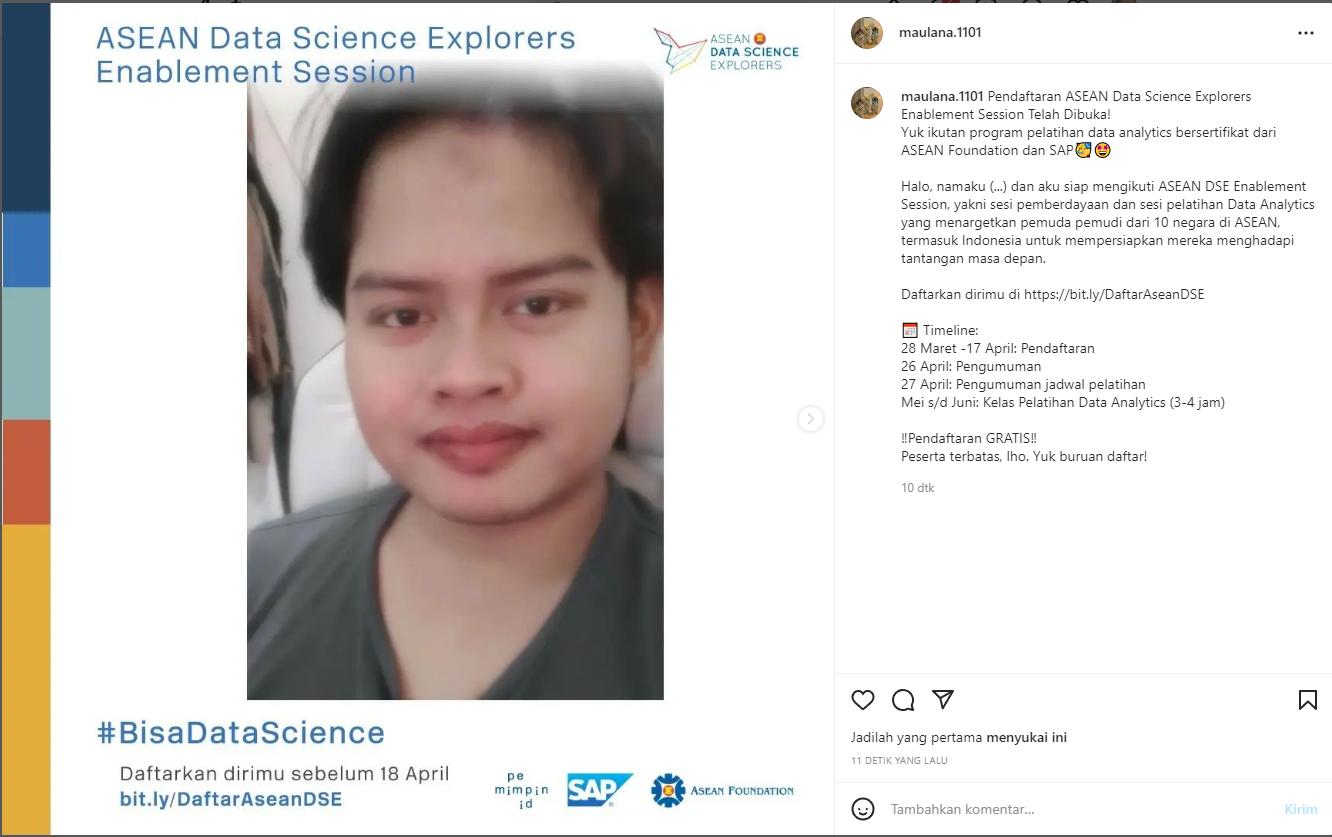 ASEAN Data Science Explorers
Enablement Session
ASEAN
DATA SCIENCE
EXPLORERS
#BisaDataScience
Daftarkan dirimu sebelum 18 April
bit.ly/DaftarAseanDSE
pe
mimpin
id
SAP
ASEAN FOUNDATION
maulana.1101
maulana.1101 Pendaftaran ASEAN Data Science Explorers
Enablement Session Telah Dibuka!
Yuk ikutan program pelatihan data analytics bersertifikat dari
ASEAN Foundation dan SAP🥳🤩
Halo, namaku (...) dan aku siap mengikuti ASEAN DSE Enablement
Session, yakni sesi pemberdayaan dan sesi pelatihan Data Analytics
yang menargetkan pemuda pemudi dari 10 negara di ASEAN,
termasuk Indonesia untuk mempersiapkan mereka menghadapi
tantangan masa depan.
Daftarkan dirimu di https://bit.ly/DaftarAseanDSE
📅 Timeline:
28 Maret -17 April: Pendaftaran
26 April: Pengumuman
27 April: Pengumuman jadwal pelatihan
Mei s/d Juni: Kelas Pelatihan Data Analytics (3-4 jam)
‼Pendaftaran GRATIS‼
Peserta terbatas, lho. Yuk buruan daftar!
10 dtk
Jadilah yang pertama menyukai ini
11 DETIK YANG LALU
Tambahkan komentar...
Kirim